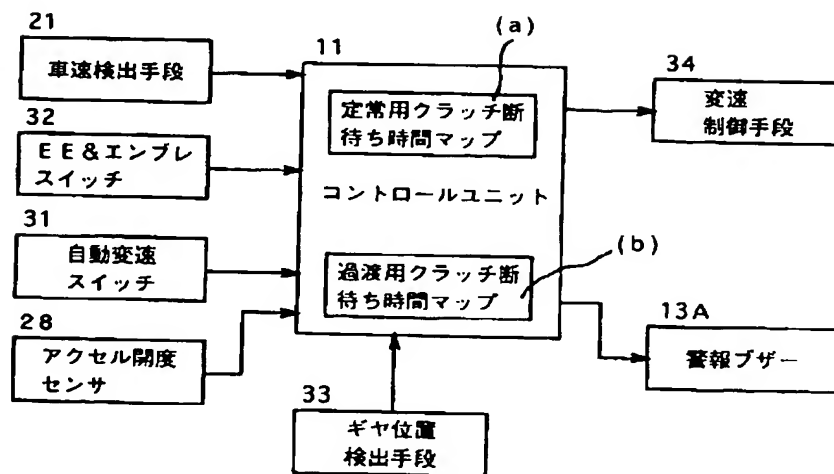 21
車速検出手段
32
EE&エンブレ
スイッチ
31
自動変速
スイッチ
28
アクセル開度
センサ
11
(a)
定常用クラッチ断
待ち時間マップ
コントロールユニット
(b)
過渡用クラッチ断
待ち時間マップ
33
ギヤ位置
検出手段
34
変速
制御手段
13A
警報ブザー